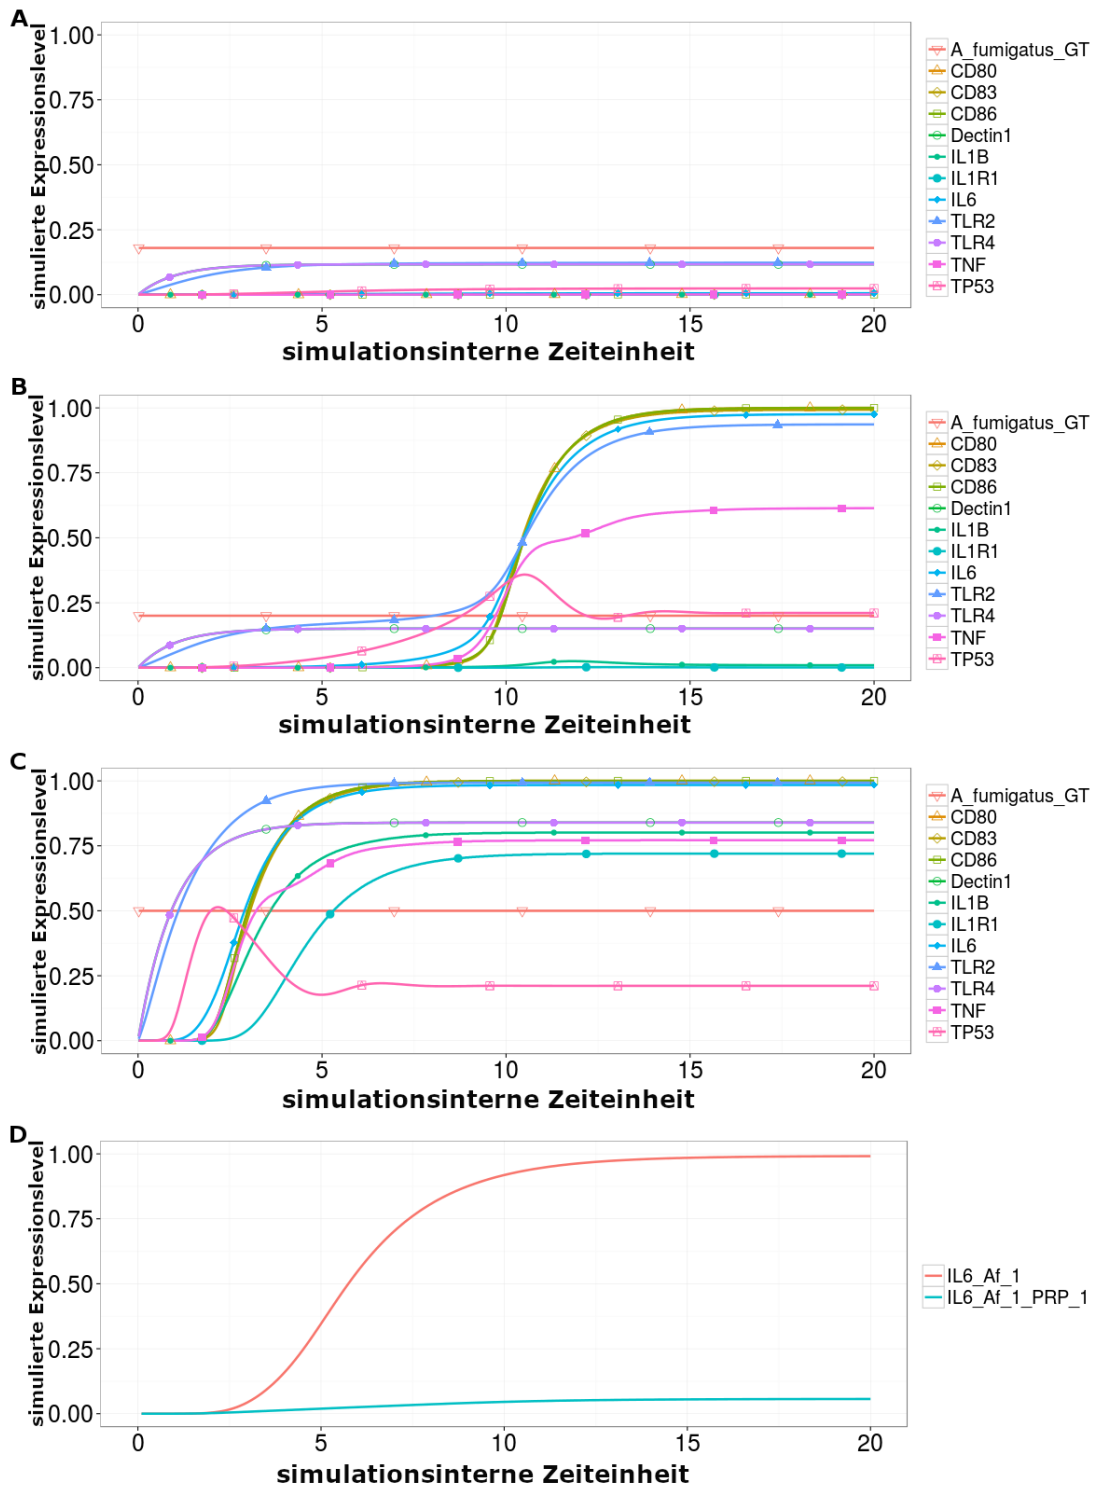 A
simulierte Expressionslevel
1.00
0.75
0.50
0.25
0.00
0 5 10 15 20
simulationsinterne Zeiteinheit
A_fumigatus_GT
CD80
CD83
CD86
Dectin1
IL1B
IL1R1
IL6
TLR2
TLR4
TNF
TP53
B
simulierte Expressionslevel
1.00
0.75
0.50
0.25
0.00
0 5 10 15 20
simulationsinterne Zeiteinheit
A_fumigatus_GT
CD80
CD83
CD86
Dectin1
IL1B
IL1R1
IL6
TLR2
TLR4
TNF
TP53
C
simulierte Expressionslevel
1.00
0.75
0.50
0.25
0.00
0 5 10 15 20
simulationsinterne Zeiteinheit
A_fumigatus_GT
CD80
CD83
CD86
Dectin1
IL1B
IL1R1
IL6
TLR2
TLR4
TNF
TP53
D
simulierte Expressionslevel
1.00
0.75
0.50
0.25
0.00
0 5 10 15 20
simulationsinterne Zeiteinheit
IL6_Af_1
IL6_Af_1_PRP_1